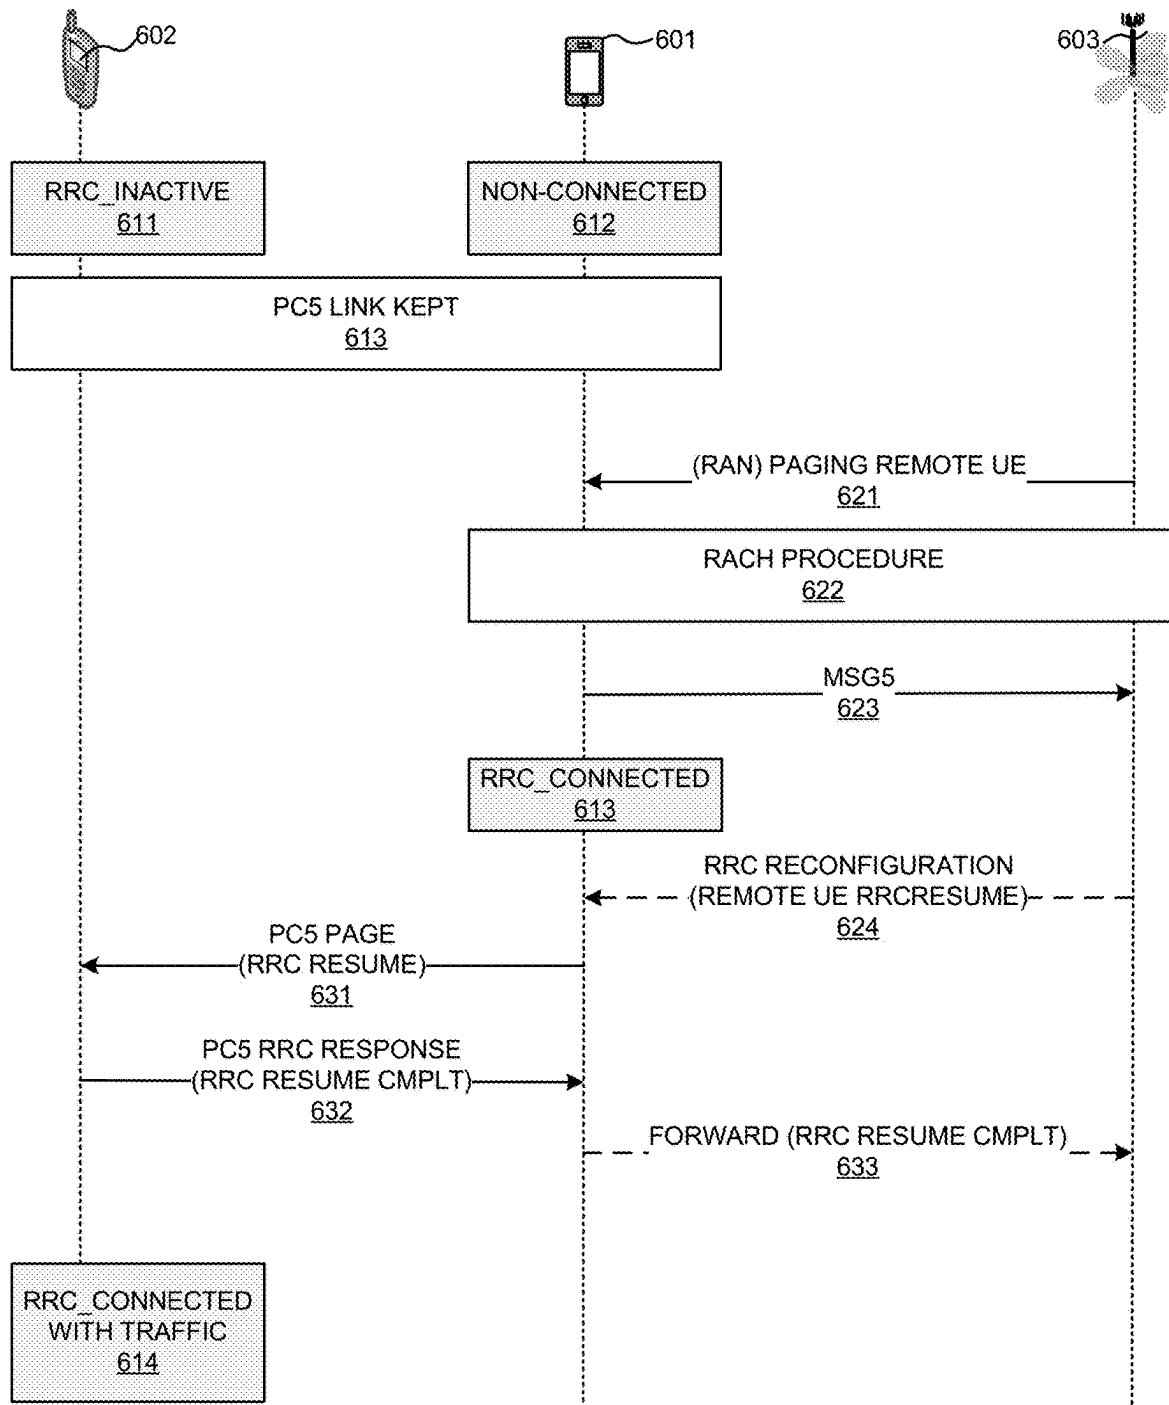 602
601
603
RRC_INACTIVE
611
NON-CONNECTED
612
PC5 LINK KEPT
613
(RAN) PAGING REMOTE UE
621
RACH PROCEDURE
622
MSG5
623
RRC_CONNECTED
613
RRC RECONFIGURATION
(REMOTE UE RRCRESUME)
624
PC5 PAGE
(RRC RESUME)
631
PC5 RRC RESPONSE
(RRC RESUME CMPLT)
632
FORWARD (RRC RESUME CMPLT)
633
RRC_CONNECTED
WITH TRAFFIC
614